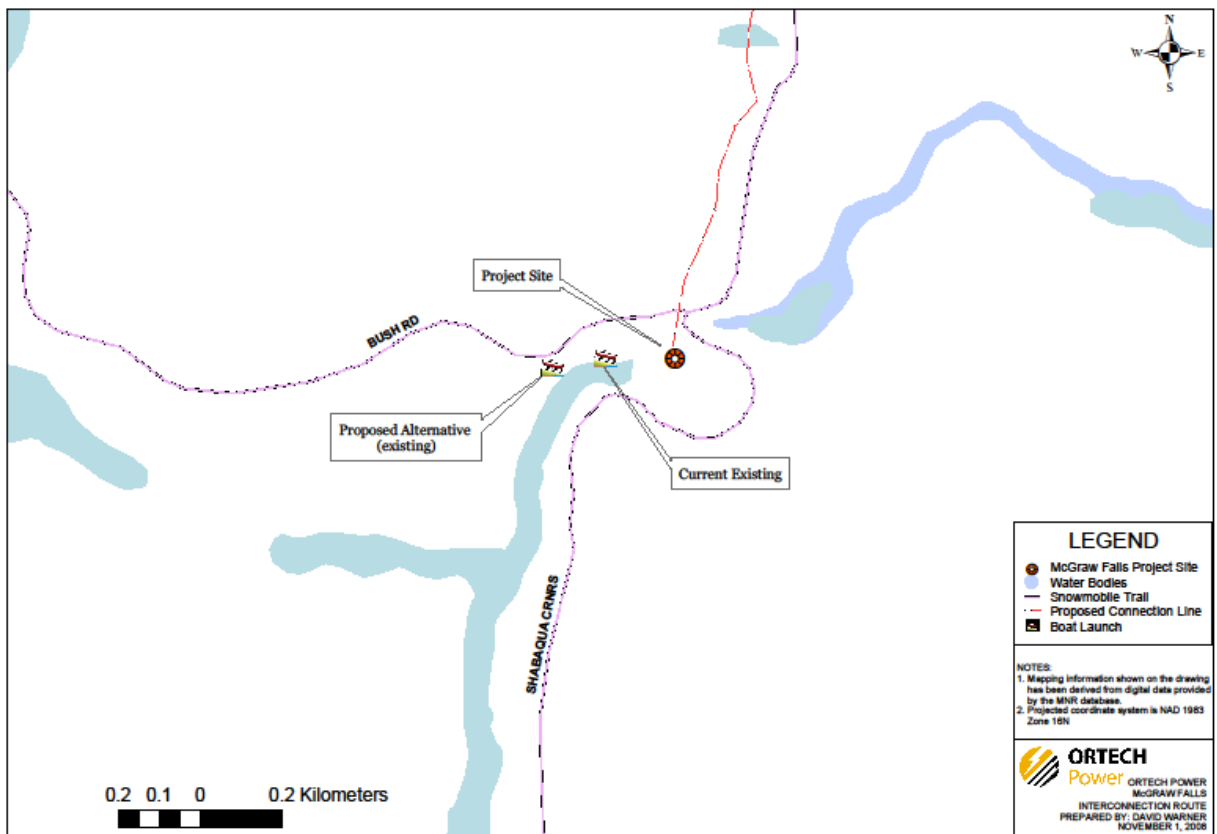 N
W E
S
Project Site
BUSH RD
Proposed Alternative
(existing)
Current Existing
SHABAQUA CRNRS
LEGEND
McGraw Falls Project Site
Water Bodies
Snowmobile Trail
Proposed Connection Line
Boat Launch
NOTES:
1. Mapping information shown on the drawing
has been derived from digital data provided
by the MNR database.
2. Projected coordinate system is NAD 1983
Zone 16N
ORTECH
Power
ORTECH POWER
McGRAW FALLS
INTERCONNECTION ROUTE
PREPARED BY: DAVID WARNER
NOVEMBER 1, 2008
0.2 0.1 0 0.2 Kilometers